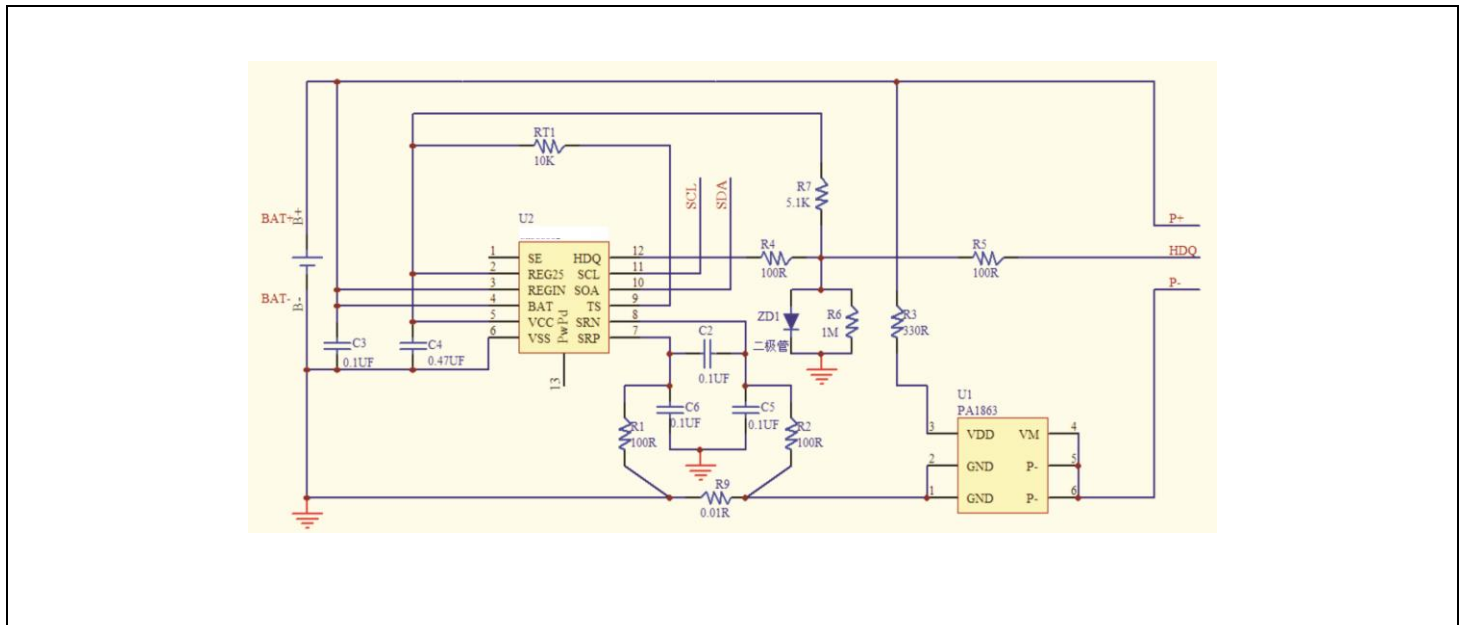 RT1
10K
SCL
SDA
R7
5.1K
BAT+
B+
P+
U2
R4
100R
R5
100R
HDQ
P-
1
SE
HDQ
12
2
REG25
SCL
11
3
REGIN
SOA
10
4
BAT
TS
9
5
VCC
SRN
8
6
VSS
SRP
7
PwPd
13
BAT-
B-
C3
0.1UF
C4
0.47UF
C2
0.1UF
ZD1
二极管
R6
1M
R3
330R
C6
0.1UF
C5
0.1UF
R1
100R
R2
100R
R9
0.01R
U1
PA1863
3
VDD
VM
4
2
GND
P-
5
1
GND
P-
6